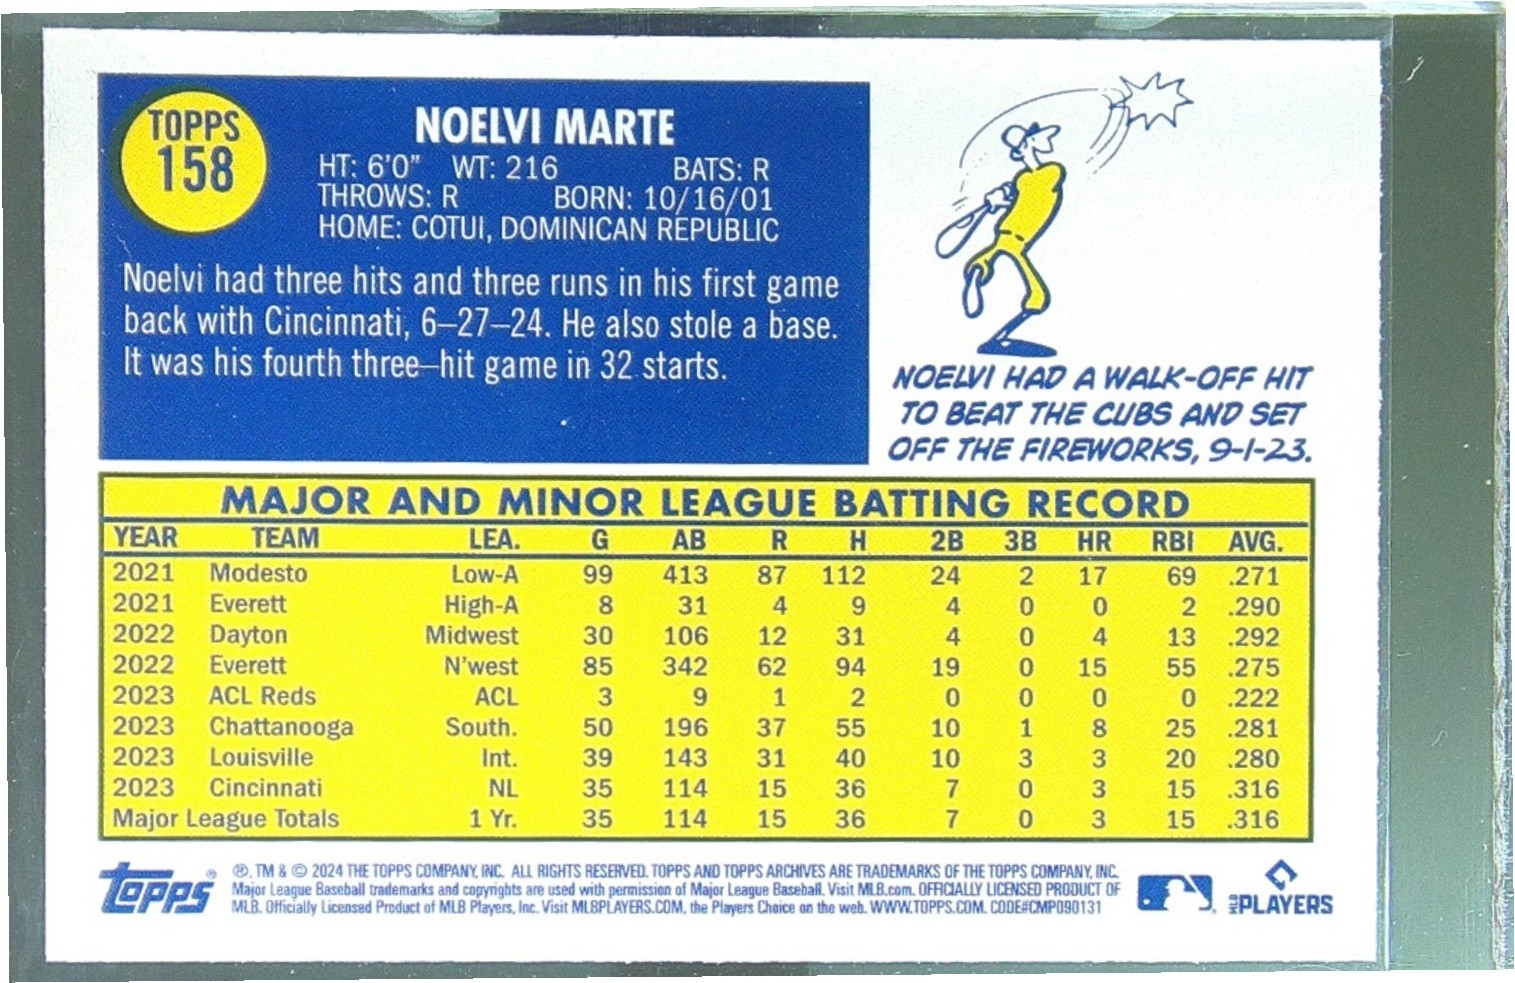 TOPPS
158
NOELVI MARTE
HT: 6'0" WT: 216 BATS: R
THROWS: R BORN: 10/16/01
HOME: COTUI, DOMINICAN REPUBLIC
Noelvi had three hits and three runs in his first game
back with Cincinnati, 6–27–24. He also stole a base.
It was his fourth three–hit game in 32 starts.
NOELVI HAD A WALK-OFF HIT
TO BEAT THE CUBS AND SET
OFF THE FIREWORKS, 9-1-23.
MAJOR AND MINOR LEAGUE BATTING RECORD
YEAR TEAM LEA. G AB R H 2B 3B HR RBI AVG.
2021 Modesto Low-A 99 413 87 112 24 2 17 69 .271
2021 Everett High-A 8 31 4 9 4 0 0 2 .290
2022 Dayton Midwest 30 106 12 31 4 0 4 13 .292
2022 Everett N'west 85 342 62 94 19 0 15 55 .275
2023 ACL Reds ACL 3 9 1 2 0 0 0 0 .222
2023 Chattanooga South. 50 196 37 55 10 1 8 25 .281
2023 Louisville Int. 39 143 31 40 10 3 3 20 .280
2023 Cincinnati NL 35 114 15 36 7 0 3 15 .316
Major League Totals 1 Yr. 35 114 15 36 7 0 3 15 .316
TOPPS®
®, TM & © 2024 THE TOPPS COMPANY, INC. ALL RIGHTS RESERVED. TOPPS AND TOPPS ARCHIVES ARE TRADEMARKS OF THE TOPPS COMPANY, INC.
Major League Baseball trademarks and copyrights are used with permission of Major League Baseball. Visit MLB.com. OFFICIALLY LICENSED PRODUCT OF
MLB. Officially Licensed Product of MLB Players, Inc. Visit MLBPLAYERS.COM, the Players Choice on the web. WWW.TOPPS.COM. CODE#CMP090131
MLB PLAYERS